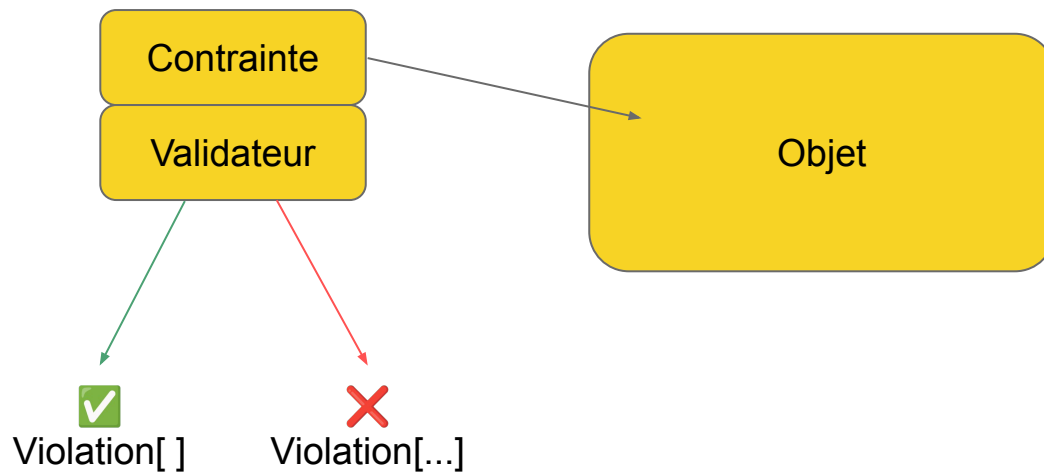 Contrainte
Validateur
Objet
Violation[ ]
Violation[...]